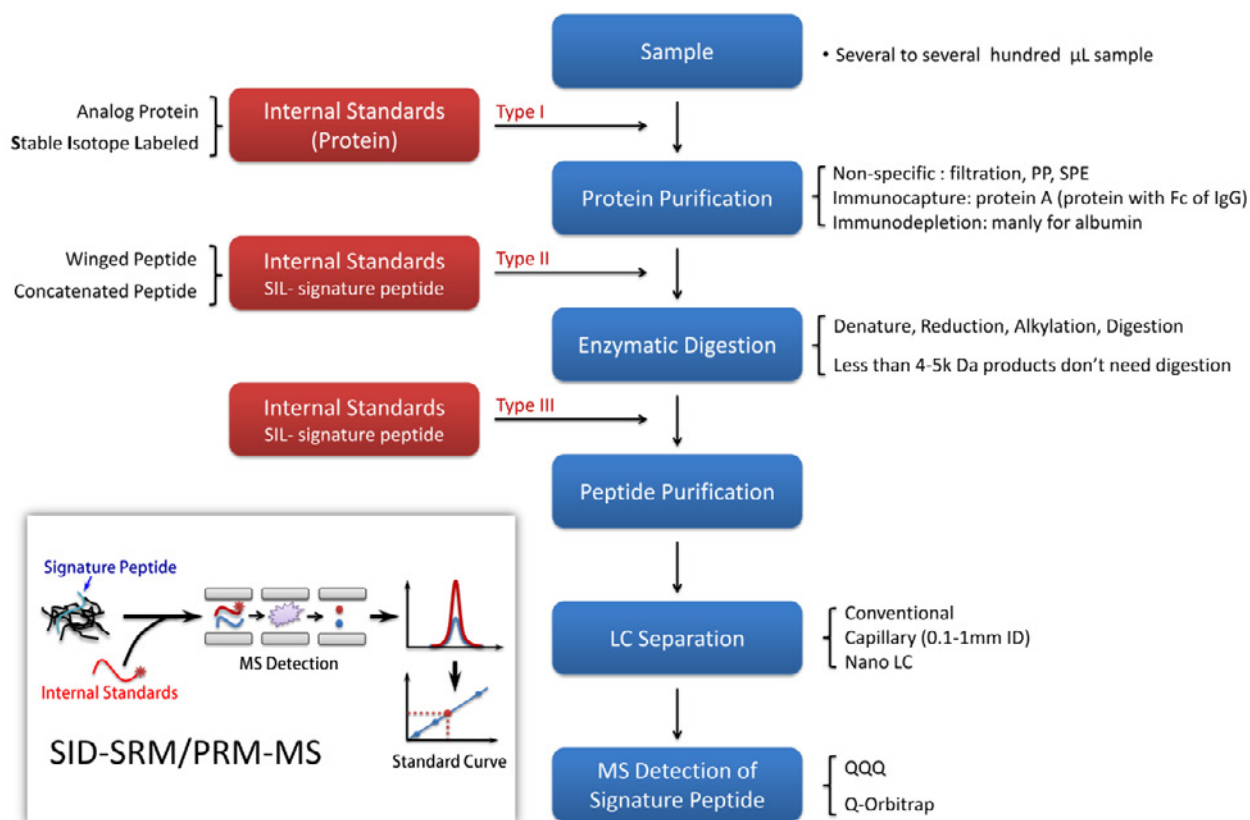 Sample
• Several to several hundred µL sample
Analog Protein
Stable Isotope Labeled
Internal Standards
(Protein)
Type I
Protein Purification
Non-specific : filtration, PP, SPE
Immunocapture: protein A (protein with Fc of IgG)
Immunodepletion: manly for albumin
Winged Peptide
Concatenated Peptide
Internal Standards
SIL- signature peptide
Type II
Enzymatic Digestion
Denature, Reduction, Alkylation, Digestion
Less than 4-5k Da products don't need digestion
Internal Standards
SIL- signature peptide
Type III
Peptide Purification
Signature Peptide
MS Detection
Internal Standards
SID-SRM/PRM-MS
Standard Curve
LC Separation
Conventional
Capillary (0.1-1mm ID)
Nano LC
MS Detection of
Signature Peptide
QQQ
Q-Orbitrap